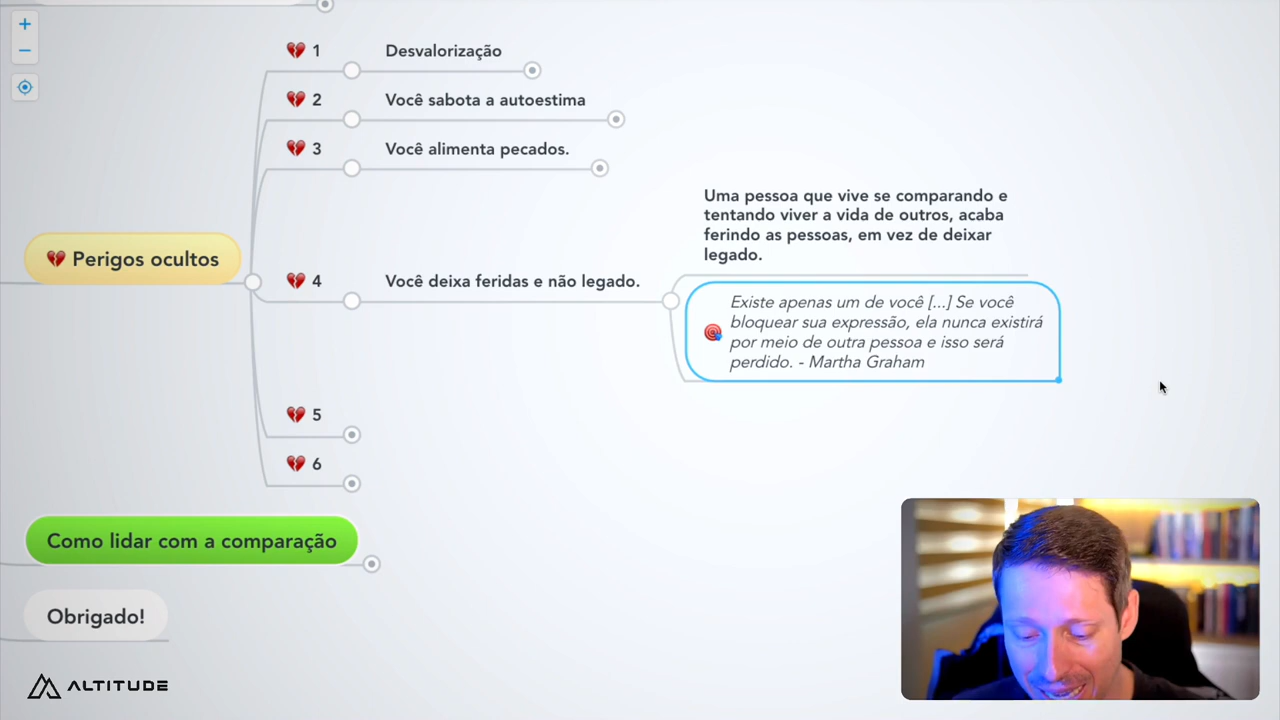 1 Desvalorização
2 Você sabota a autoestima
3 Você alimenta pecados.
Uma pessoa que vive se comparando e
tentando viver a vida de outros, acaba
ferindo as pessoas, em vez de deixar
legado.
Perigos ocultos
4 Você deixa feridas e não legado.
Existe apenas um de você [...] Se você
bloquear sua expressão, ela nunca existirá
por meio de outra pessoa e isso será
perdido. - Martha Graham
5
6
Como lidar com a comparação
Obrigado!
ALTITUDE